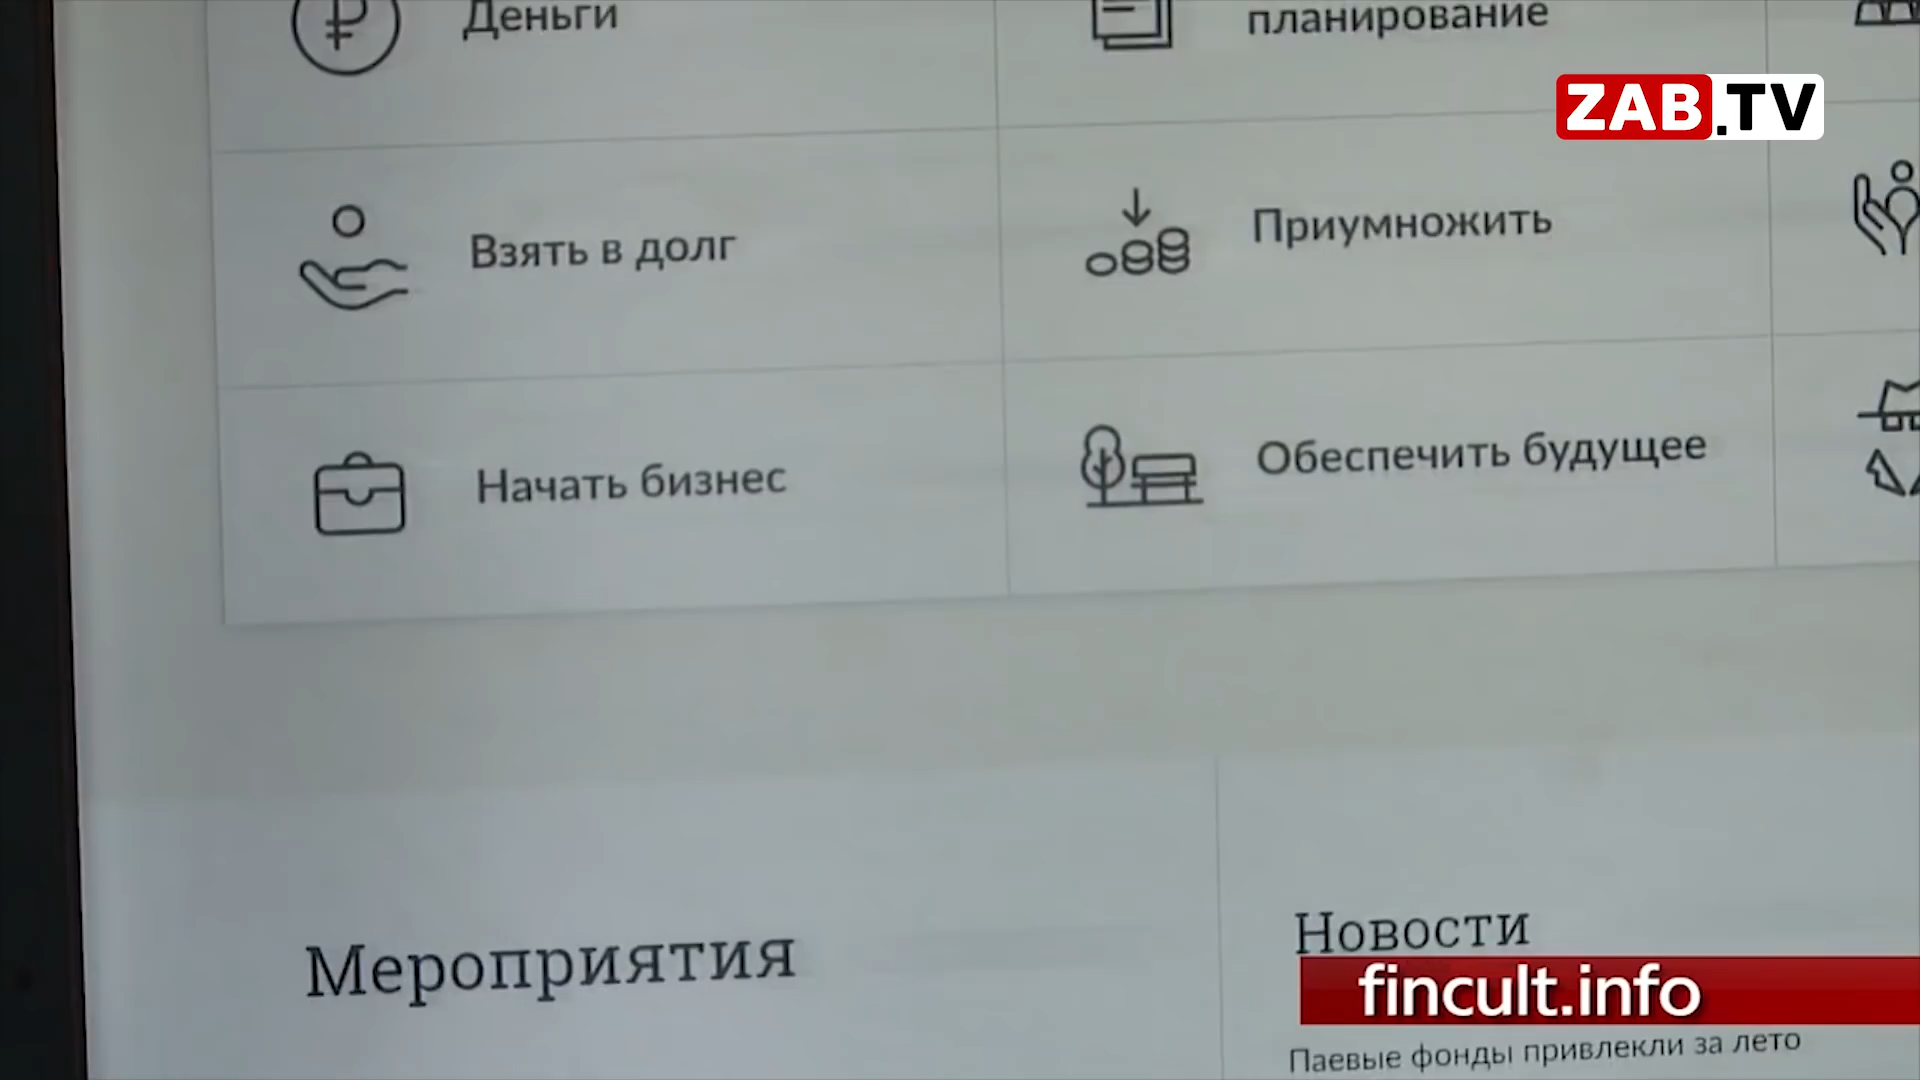 Деньги
планирование
ZAB.TV
Взять в долг
Приумножить
Начать бизнес
Обеспечить будущее
Мероприятия
Новости
fincult.info
Паевые фонды привлекли за лето